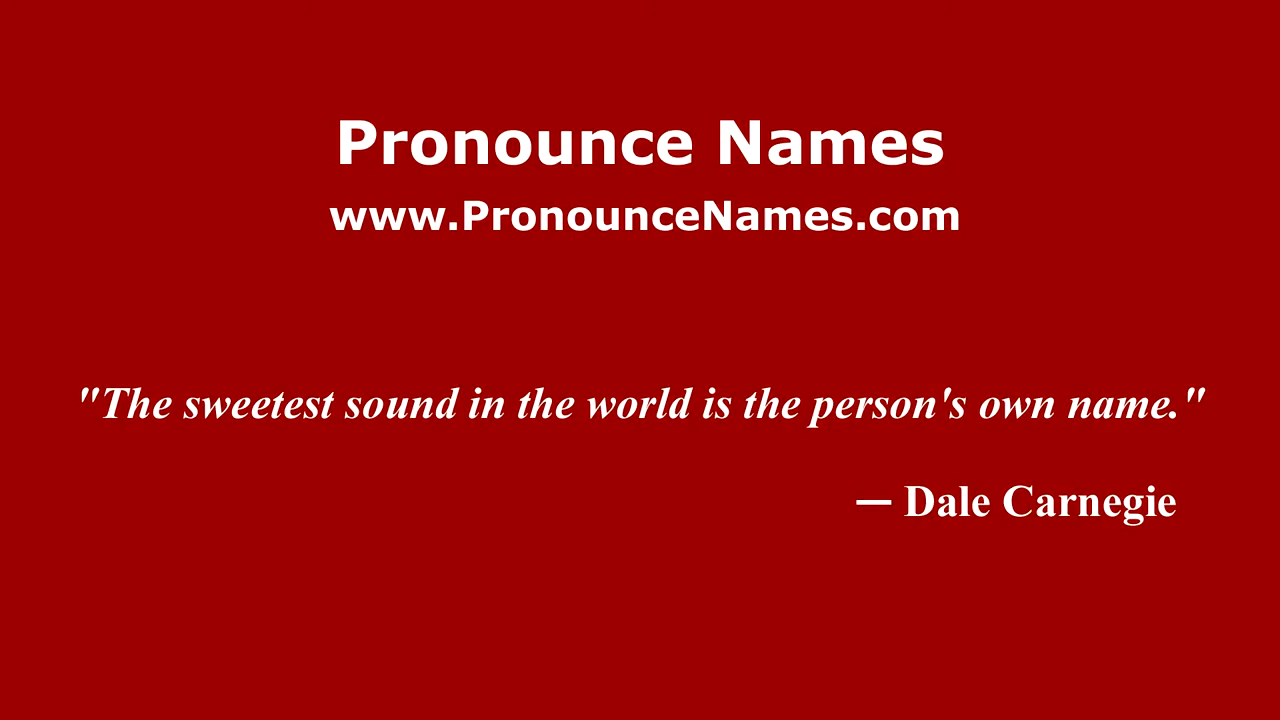 Pronounce Names
www.PronounceNames.com
"The sweetest sound in the world is the person's own name."
— Dale Carnegie